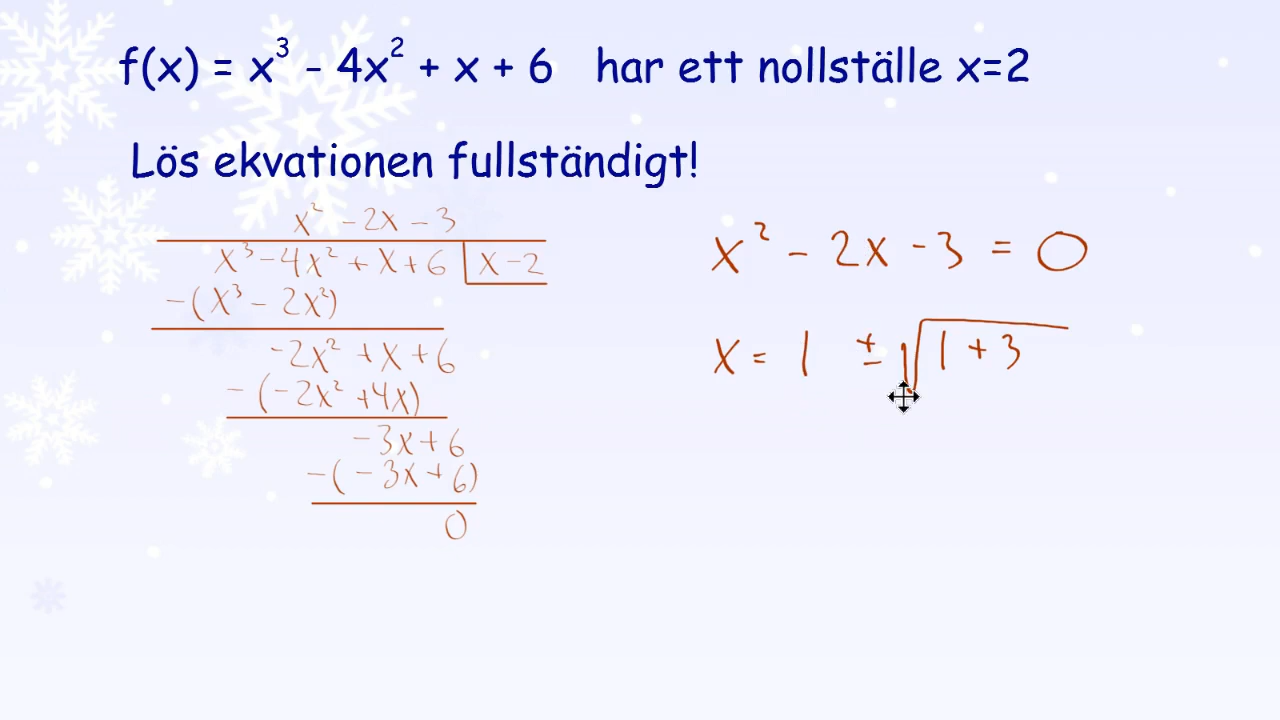 f(x) = x³ - 4x² + x + 6 har ett nollställe x=2
Lös ekvationen fullständigt!
x² - 2x - 3
x³ - 4x² + x + 6 x - 2
-(x³ - 2x²)
-2x² + x + 6
-(-2x² + 4x)
-3x + 6
-(-3x + 6)
0
x² - 2x - 3 = 0
x = 1 ± √1 + 3